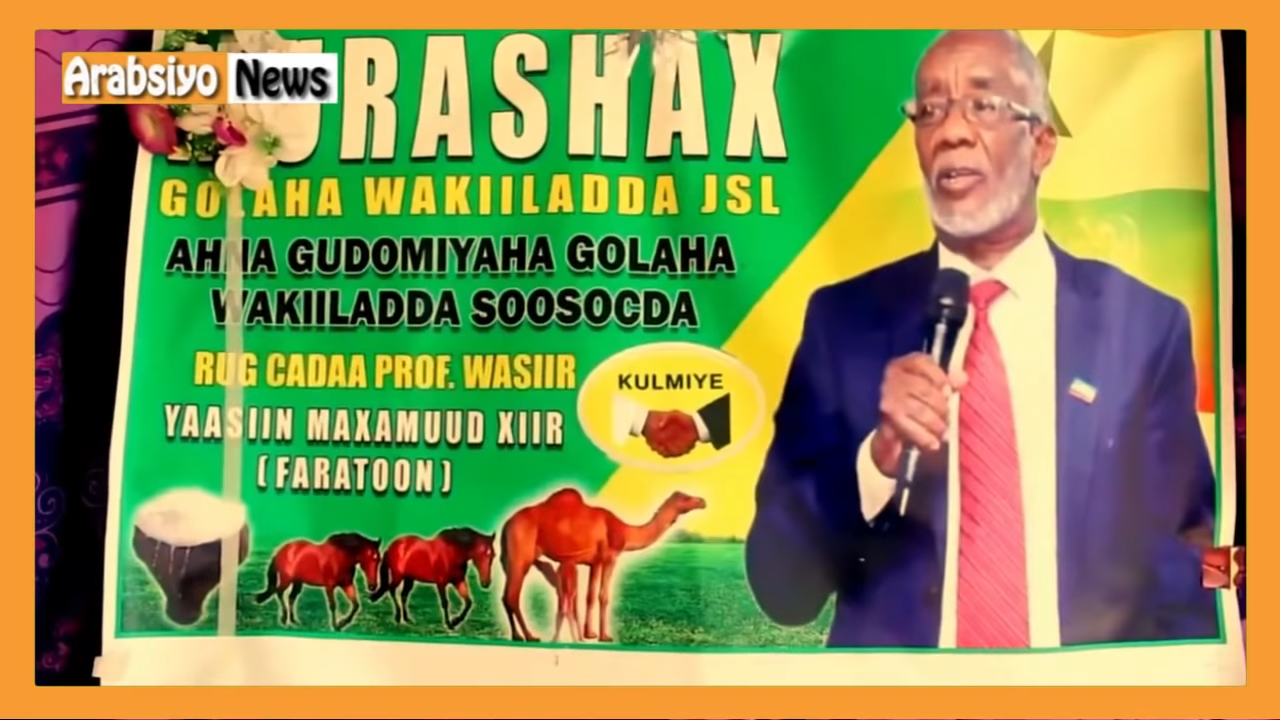 Arabsiyo News
MURASHAX
GOLAHA WAKIILADDA JSL
AHNA GUDOMIYAHA GOLAHA
WAKIILADDA SOOSOCDA
RUG CADAA PROF. WASIIR
YAASIIN MAXAMUUD XIIR
(FARATOON)
KULMIYE